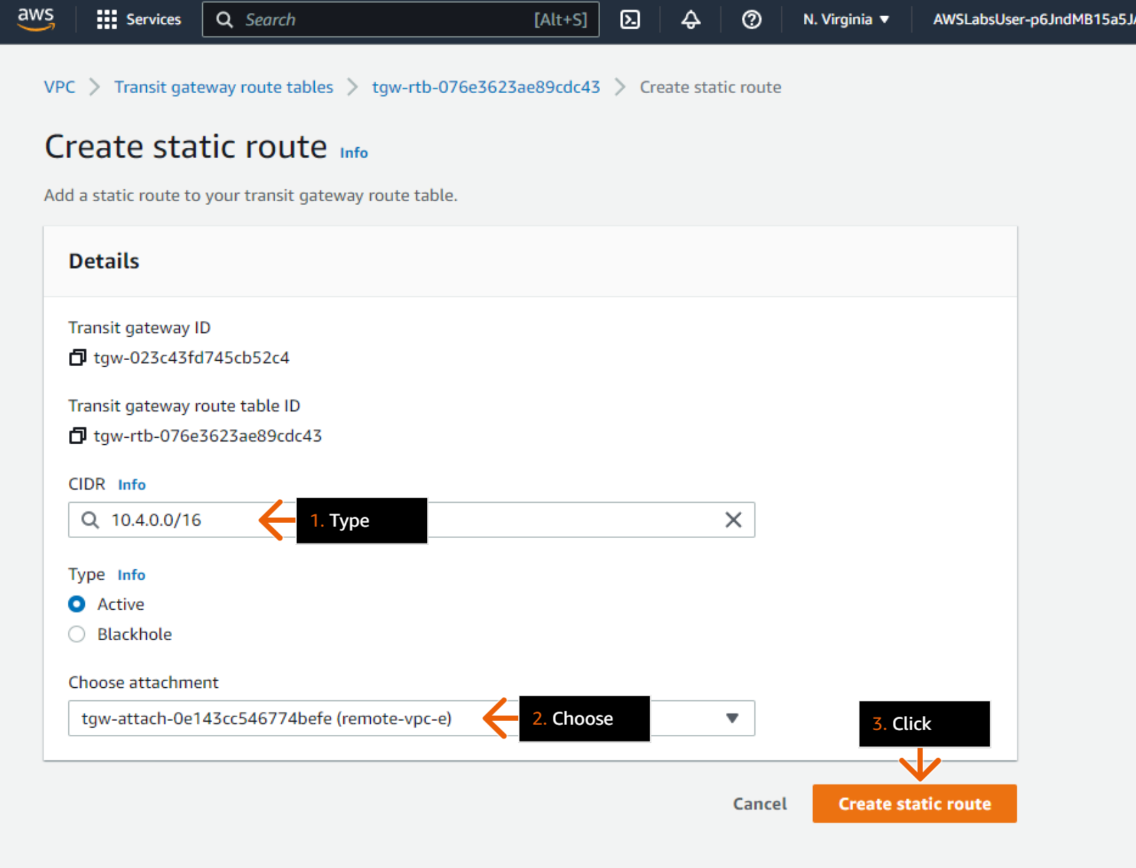 aws
Services
Search [Alt+S]
N. Virginia
VPC > Transit gateway route tables > tgw-rtb-076e3623ae89cdc43 > Create static route
Create static route Info
Add a static route to your transit gateway route table.
Details
Transit gateway ID
tgw-023c43fd745cb52c4
Transit gateway route table ID
tgw-rtb-076e3623ae89cdc43
CIDR Info
10.4.0.0/16
1. Type
Type Info
Active
Blackhole
Choose attachment
tgw-attach-0e143cc546774befe (remote-vpc-e)
2. Choose
3. Click
Cancel
Create static route